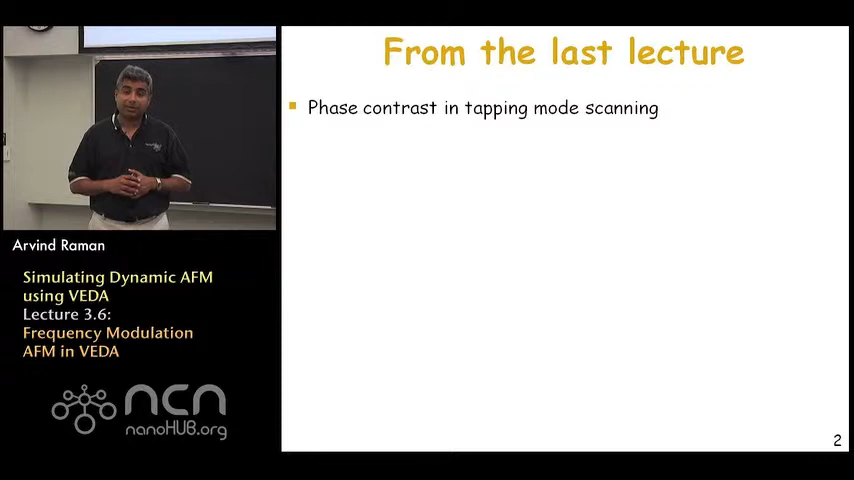 From the last lecture
Phase contrast in tapping mode scanning
Arvind Raman
Simulating Dynamic AFM
using VEDA
Lecture 3.6:
Frequency Modulation
AFM in VEDA
ncn
nanoHUB.org
2